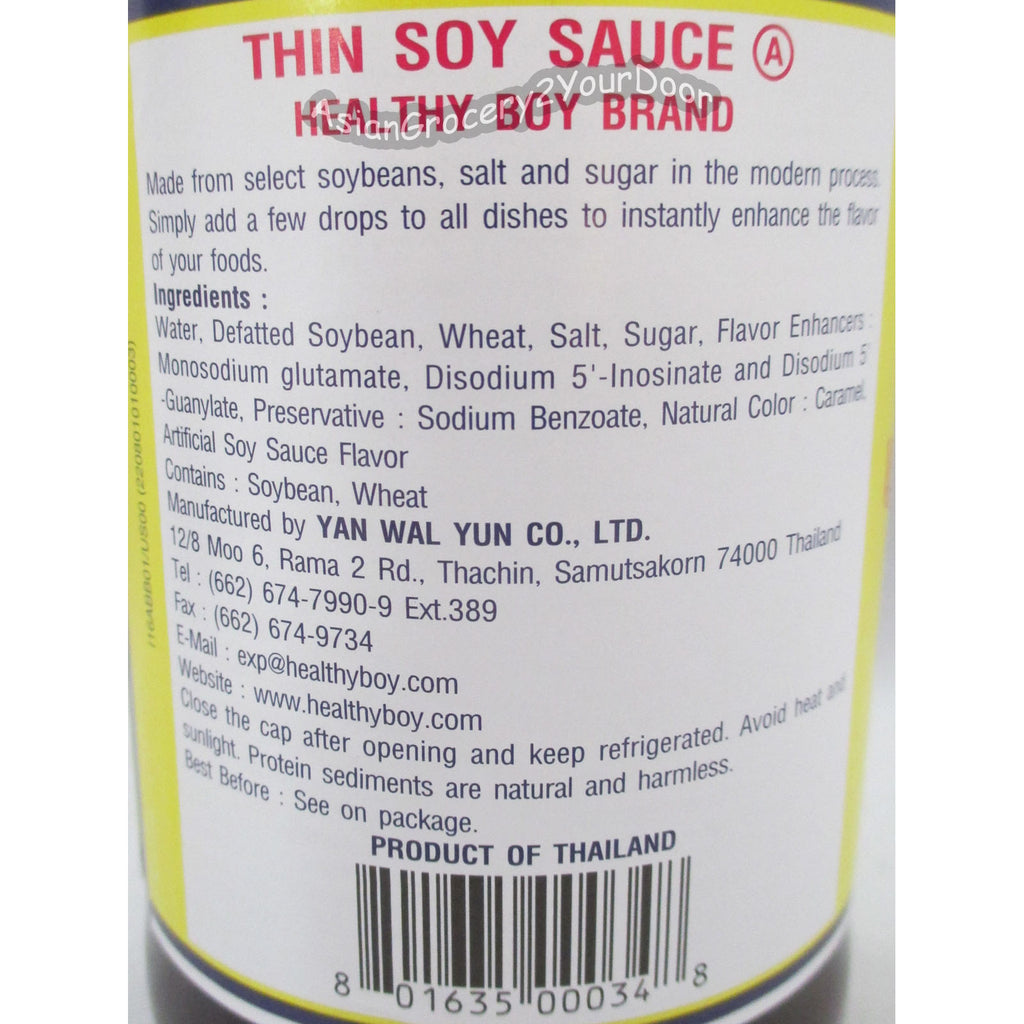 THIN SOY SAUCE Ⓐ
AsianGrocery2YourDoor
HEALTHY BOY BRAND
Made from select soybeans, salt and sugar in the modern process.
Simply add a few drops to all dishes to instantly enhance the flavor
of your foods.
Ingredients :
Water, Defatted Soybean, Wheat, Salt, Sugar, Flavor Enhancers :
Monosodium glutamate, Disodium 5'-Inosinate and Disodium 5'
-Guanylate, Preservative : Sodium Benzoate, Natural Color : Caramel,
Artificial Soy Sauce Flavor
Contains : Soybean, Wheat
Manufactured by YAN WAL YUN CO., LTD.
12/8 Moo 6, Rama 2 Rd., Thachin, Samutsakorn 74000 Thailand
Tel : (662) 674-7990-9 Ext.389
Fax : (662) 674-9734
E-Mail : exp@healthyboy.com
Website : www.healthyboy.com
Close the cap after opening and keep refrigerated. Avoid heat and
sunlight. Protein sediments are natural and harmless.
Best Before : See on package.
PRODUCT OF THAILAND
8 01635 00034 8